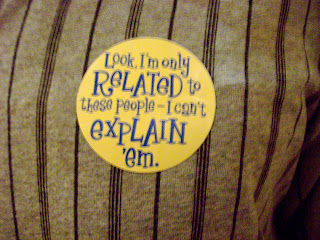 Look, I'm only
RELATED to
these people – I can't
EXPLAIN
'em.